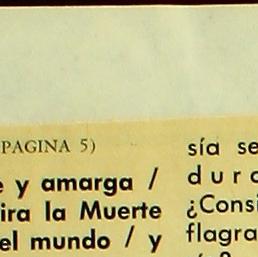 PAGINA 5)
y amarga /
ira la Muerte
el mundo / y
sía se
dura
¿Consi
flagra